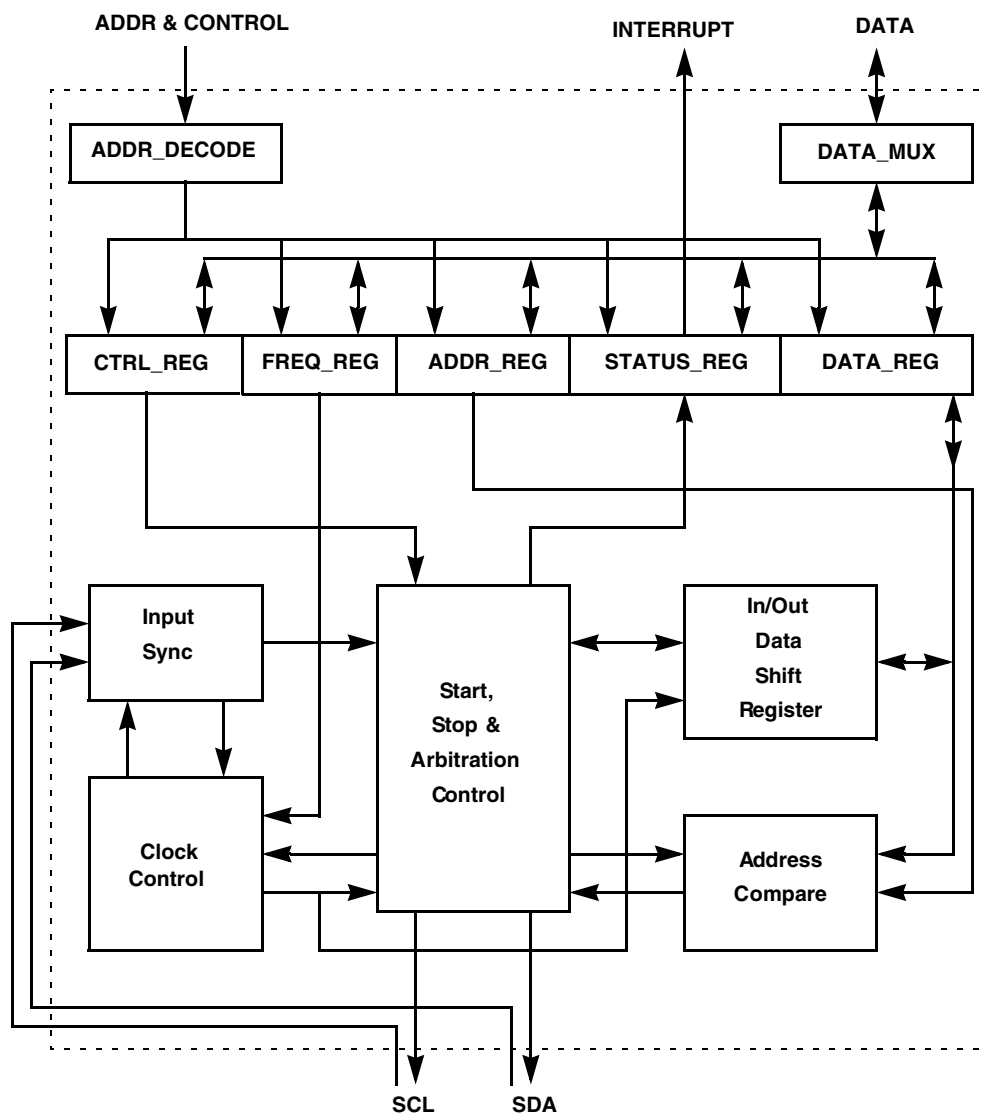 ADDR & CONTROL
INTERRUPT
DATA
ADDR_DECODE
DATA_MUX
CTRL_REG
FREQ_REG
ADDR_REG
STATUS_REG
DATA_REG
Input
Sync
Start,
Stop &
Arbitration
Control
In/Out
Data
Shift
Register
Clock
Control
Address
Compare
SCL
SDA